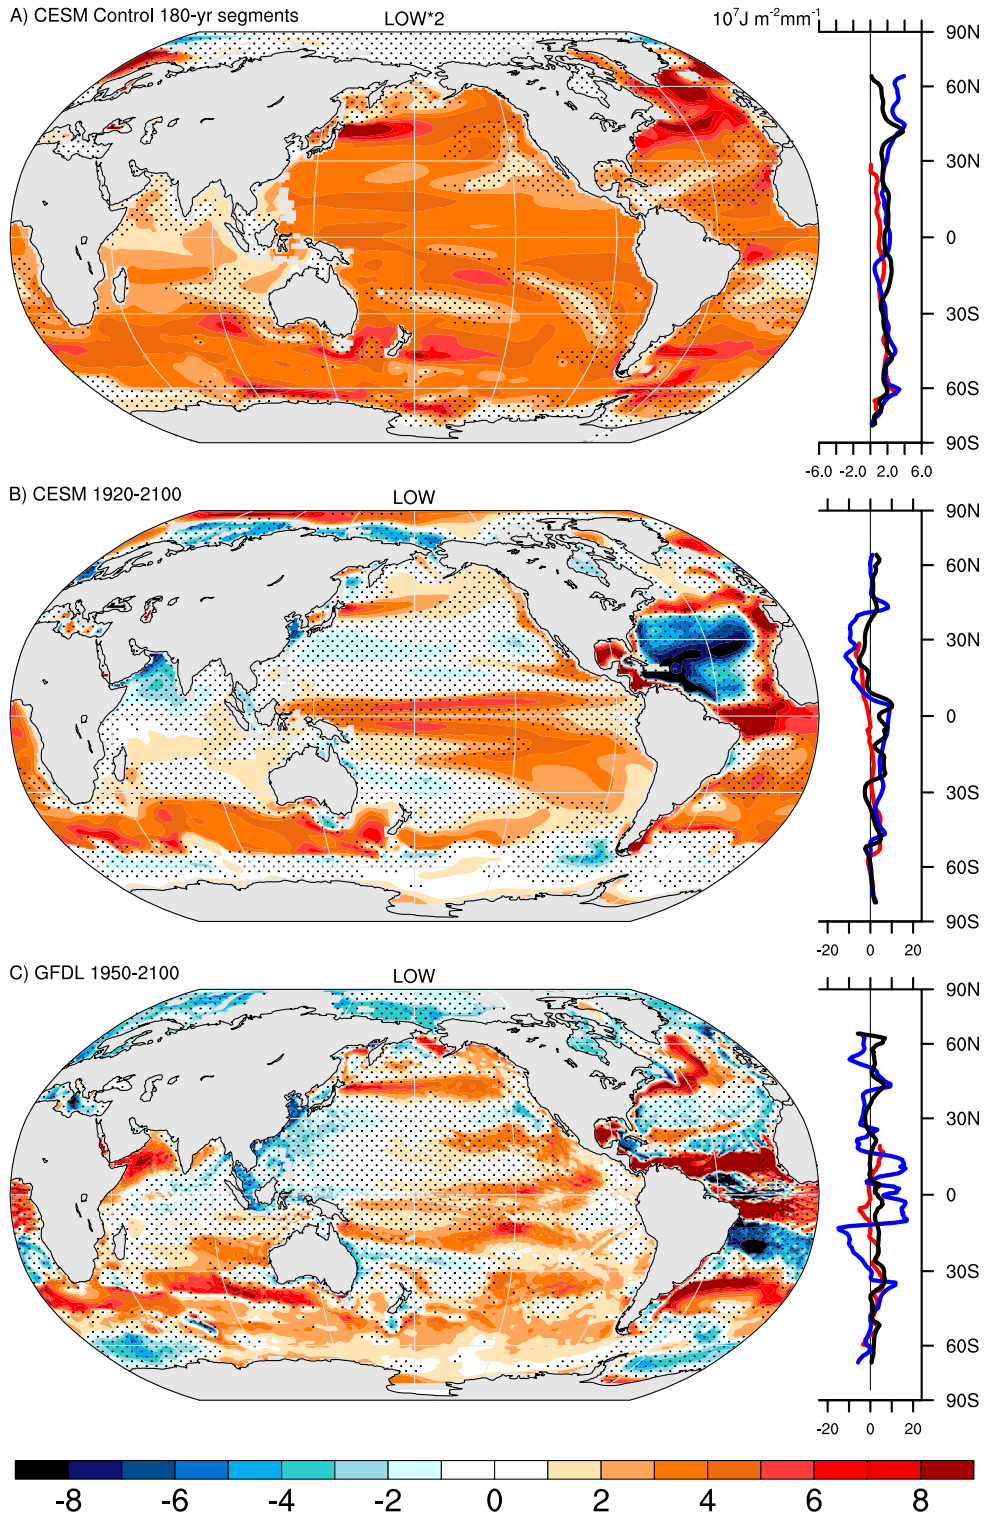 A) CESM Control 180-yr segments
LOW*2
10⁷J m⁻²mm⁻¹
90N
60N
30N
0
30S
60S
90S
-6.0 -2.0 2.0 6.0
B) CESM 1920-2100
LOW
90N
60N
30N
0
30S
60S
90S
-20 0 20
C) GFDL 1950-2100
LOW
90N
60N
30N
0
30S
60S
90S
-20 0 20
-8 -6 -4 -2 0 2 4 6 8